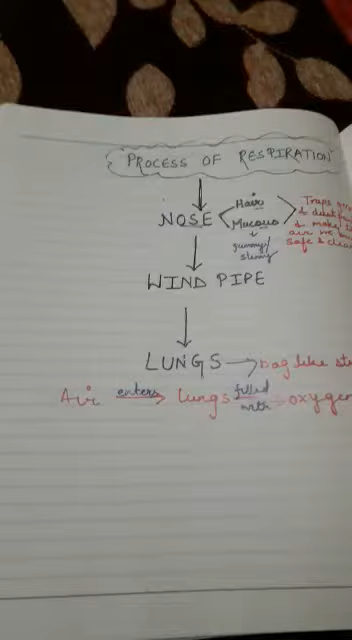 PROCESS OF RESPIRATION
NOSE
Hair
Mucous
gummy/
slimy
Traps
&
& make
air we
safe & clean
WIND PIPE
LUNGS → bag like
Air enters → lungs filled with oxygen